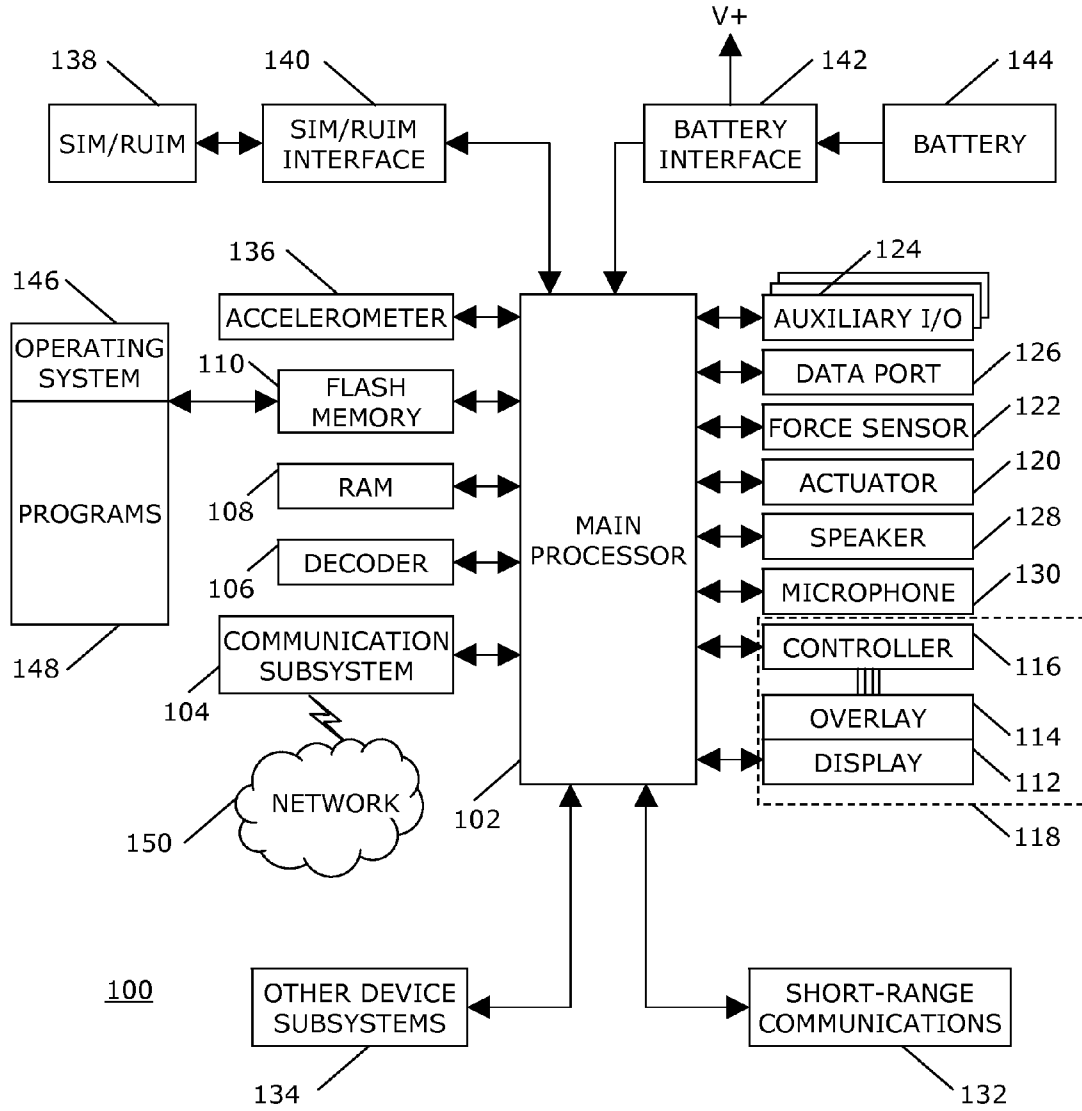 V+
138
140
142
144
SIM/RUIM
SIM/RUIM
INTERFACE
BATTERY
INTERFACE
BATTERY
136
124
146
ACCELEROMETER
AUXILIARY I/O
OPERATING
SYSTEM
110
FLASH
MEMORY
DATA PORT
126
FORCE SENSOR
122
PROGRAMS
108
RAM
MAIN
PROCESSOR
ACTUATOR
120
SPEAKER
128
106
DECODER
MICROPHONE
130
148
COMMUNICATION
SUBSYSTEM
CONTROLLER
116
104
OVERLAY
114
DISPLAY
112
NETWORK
150
102
118
100
OTHER DEVICE
SUBSYSTEMS
SHORT-RANGE
COMMUNICATIONS
134
132